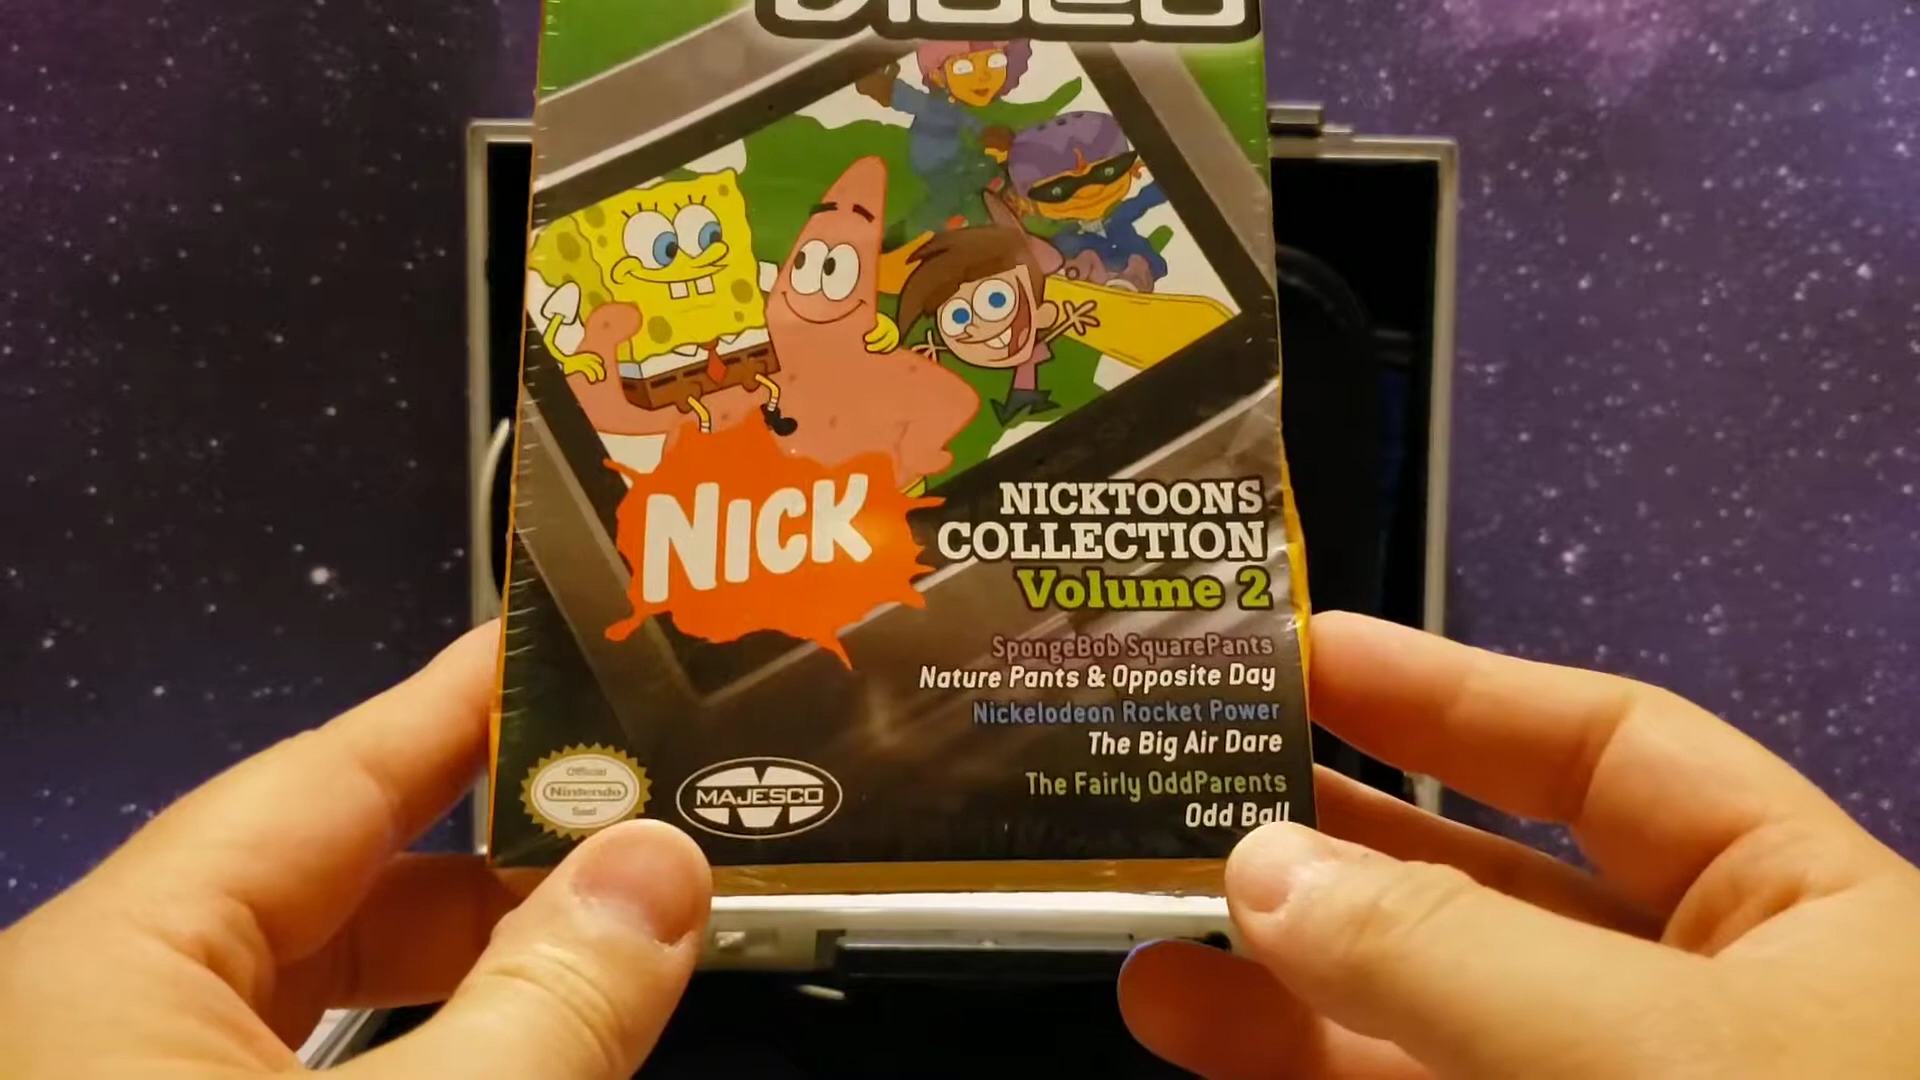 VIDEO
NICK
NICKTOONS
COLLECTION
Volume 2
SpongeBob SquarePants
Nature Pants & Opposite Day
Nickelodeon Rocket Power
The Big Air Dare
The Fairly OddParents
Odd Ball
Official
Nintendo
Seal
MAJESCO